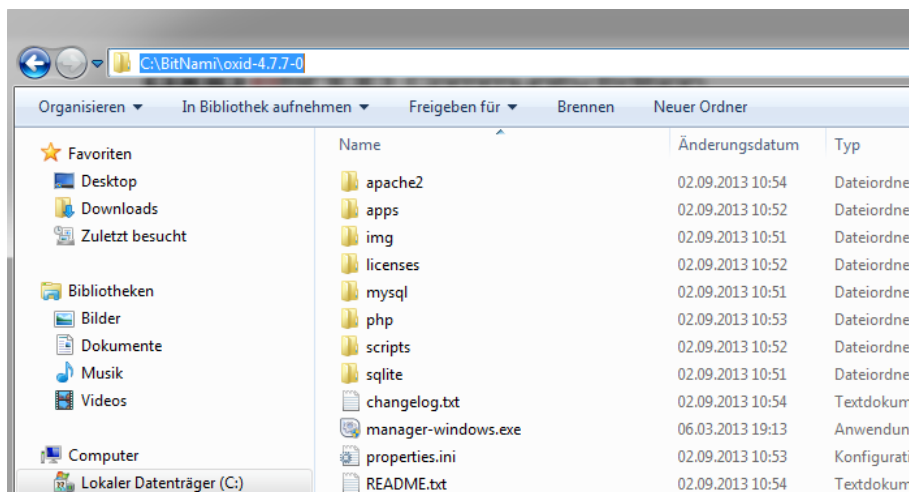 C:\BitNami\oxid-4.7.7-0
Organisieren In Bibliothek aufnehmen Freigeben für Brennen Neuer Ordner
Favoriten
Desktop
Downloads
Zuletzt besucht
Bibliotheken
Bilder
Dokumente
Musik
Videos
Computer
Lokaler Datenträger (C:)
Name Änderungsdatum Typ
apache2 02.09.2013 10:54 Dateiordne
apps 02.09.2013 10:52 Dateiordne
img 02.09.2013 10:51 Dateiordne
licenses 02.09.2013 10:52 Dateiordne
mysql 02.09.2013 10:51 Dateiordne
php 02.09.2013 10:53 Dateiordne
scripts 02.09.2013 10:52 Dateiordne
sqlite 02.09.2013 10:51 Dateiordne
changelog.txt 02.09.2013 10:54 Textdokum
manager-windows.exe 06.03.2013 19:13 Anwendun
properties.ini 02.09.2013 10:53 Konfigurati
README.txt 02.09.2013 10:54 Textdokum